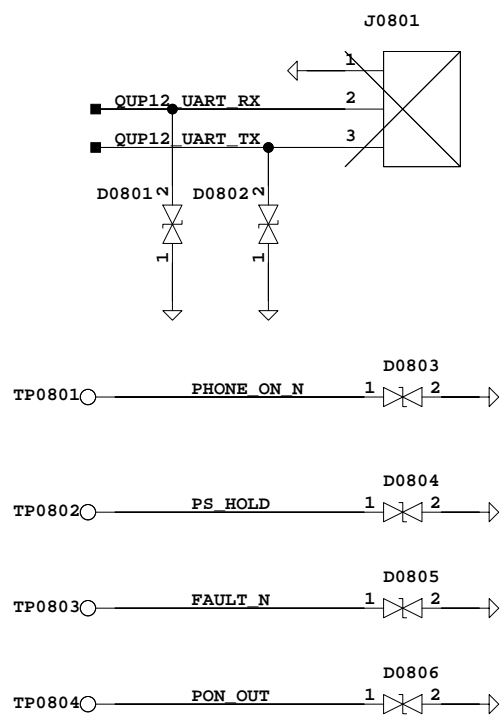 J0801
1
QUP12_UART_RX 2
QUP12_UART_TX 3
D0801 2 D0802 2
1 1
D0803
TP0801 PHONE_ON_N 1 2
D0804
TP0802 PS_HOLD 1 2
D0805
TP0803 FAULT_N 1 2
D0806
TP0804 PON_OUT 1 2